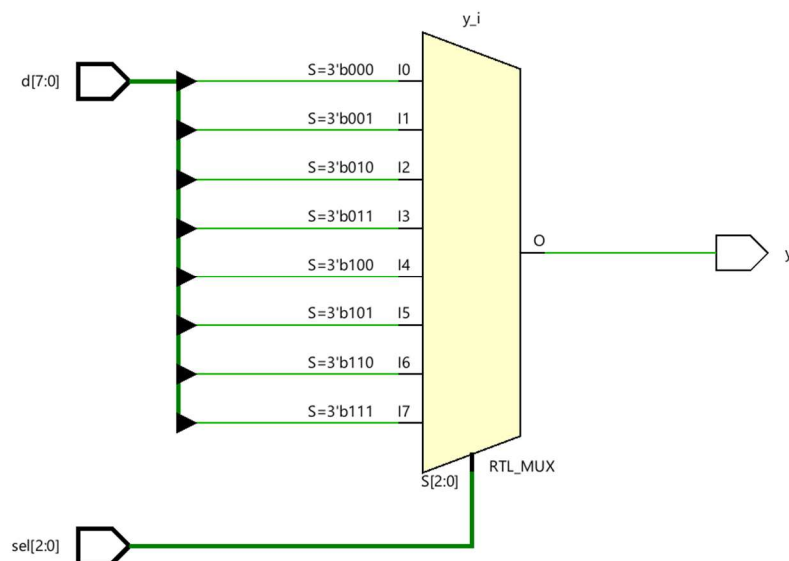 y_i
d[7:0]
S=3'b000 I0
S=3'b001 I1
S=3'b010 I2
S=3'b011 I3
O
y
S=3'b100 I4
S=3'b101 I5
S=3'b110 I6
S=3'b111 I7
RTL_MUX
S[2:0]
sel[2:0]